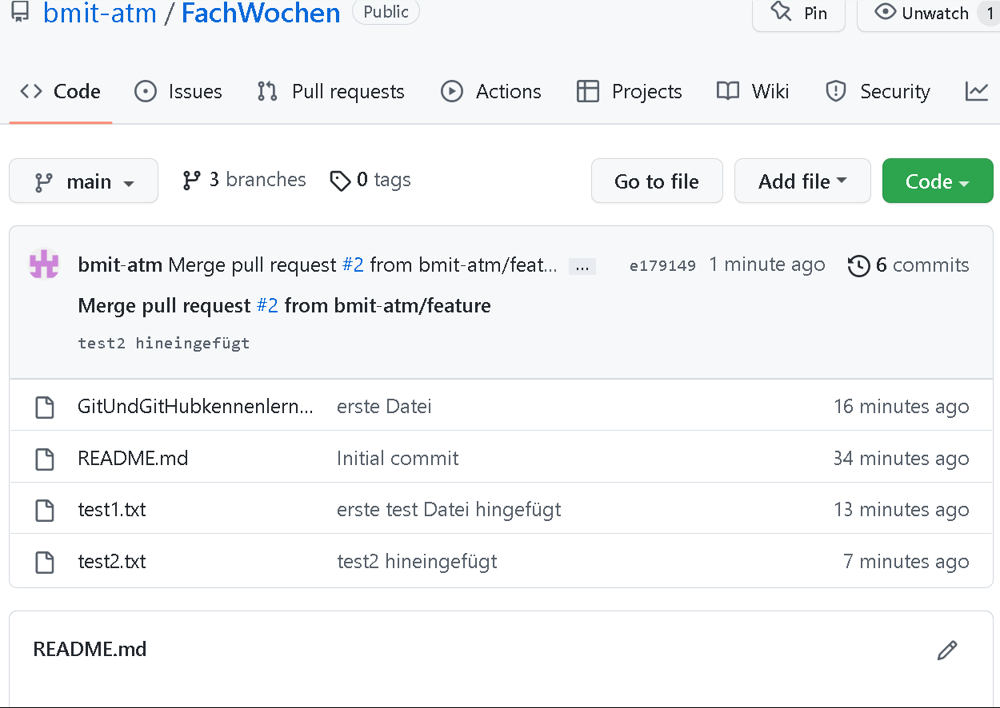 bmit-atm / FachWochen Public Pin Unwatch 1
Code Issues Pull requests Actions Projects Wiki Security
main 3 branches 0 tags Go to file Add file Code
bmit-atm Merge pull request #2 from bmit-atm/feat... ... e179149 1 minute ago 6 commits
Merge pull request #2 from bmit-atm/feature
test2 hineingefügt
GitUndGitHubkennenlern... erste Datei 16 minutes ago
README.md Initial commit 34 minutes ago
test1.txt erste test Datei hingefügt 13 minutes ago
test2.txt test2 hineingefügt 7 minutes ago
README.md